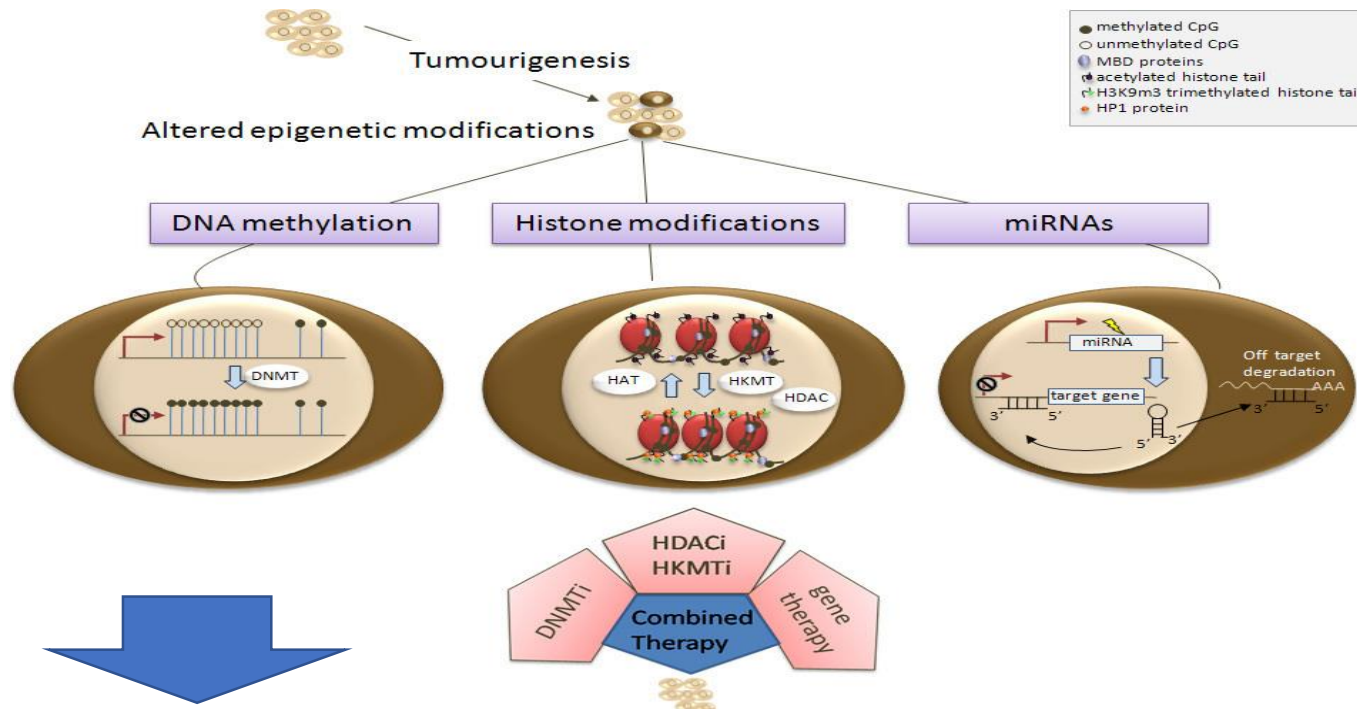 Tumourigenesis
Altered epigenetic modifications
methylated CpG
unmethylated CpG
MBD proteins
acetylated histone tail
H3K9m3 trimethylated histone tail
HP1 protein
DNA methylation
Histone modifications
miRNAs
DNMT
HAT
HKMT
HDAC
miRNA
Off target
degradation
AAA
target gene
3’
5’
5’
3’
3’
5’
HDACi
HKMTi
DNMTi
gene
therapy
Combined
Therapy